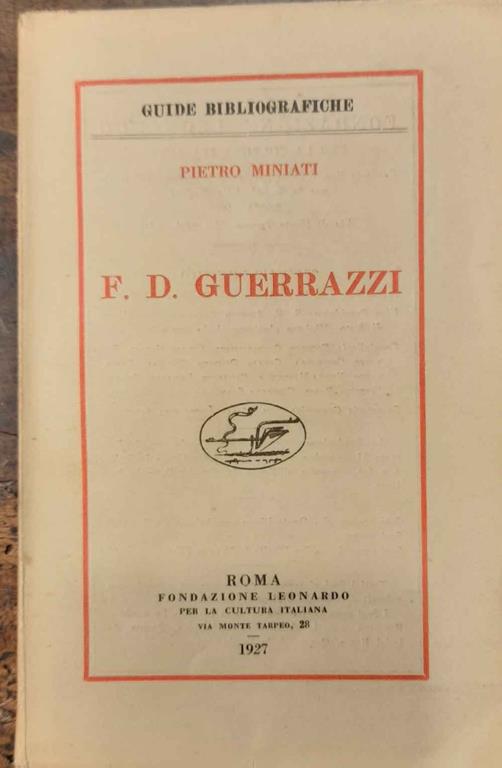 GUIDE BIBLIOGRAFICHE
PIETRO MINIATI
F. D. GUERRAZZI
ROMA
FONDAZIONE LEONARDO
PER LA CULTURA ITALIANA
VIA MONTE TARPEO, 28
1927